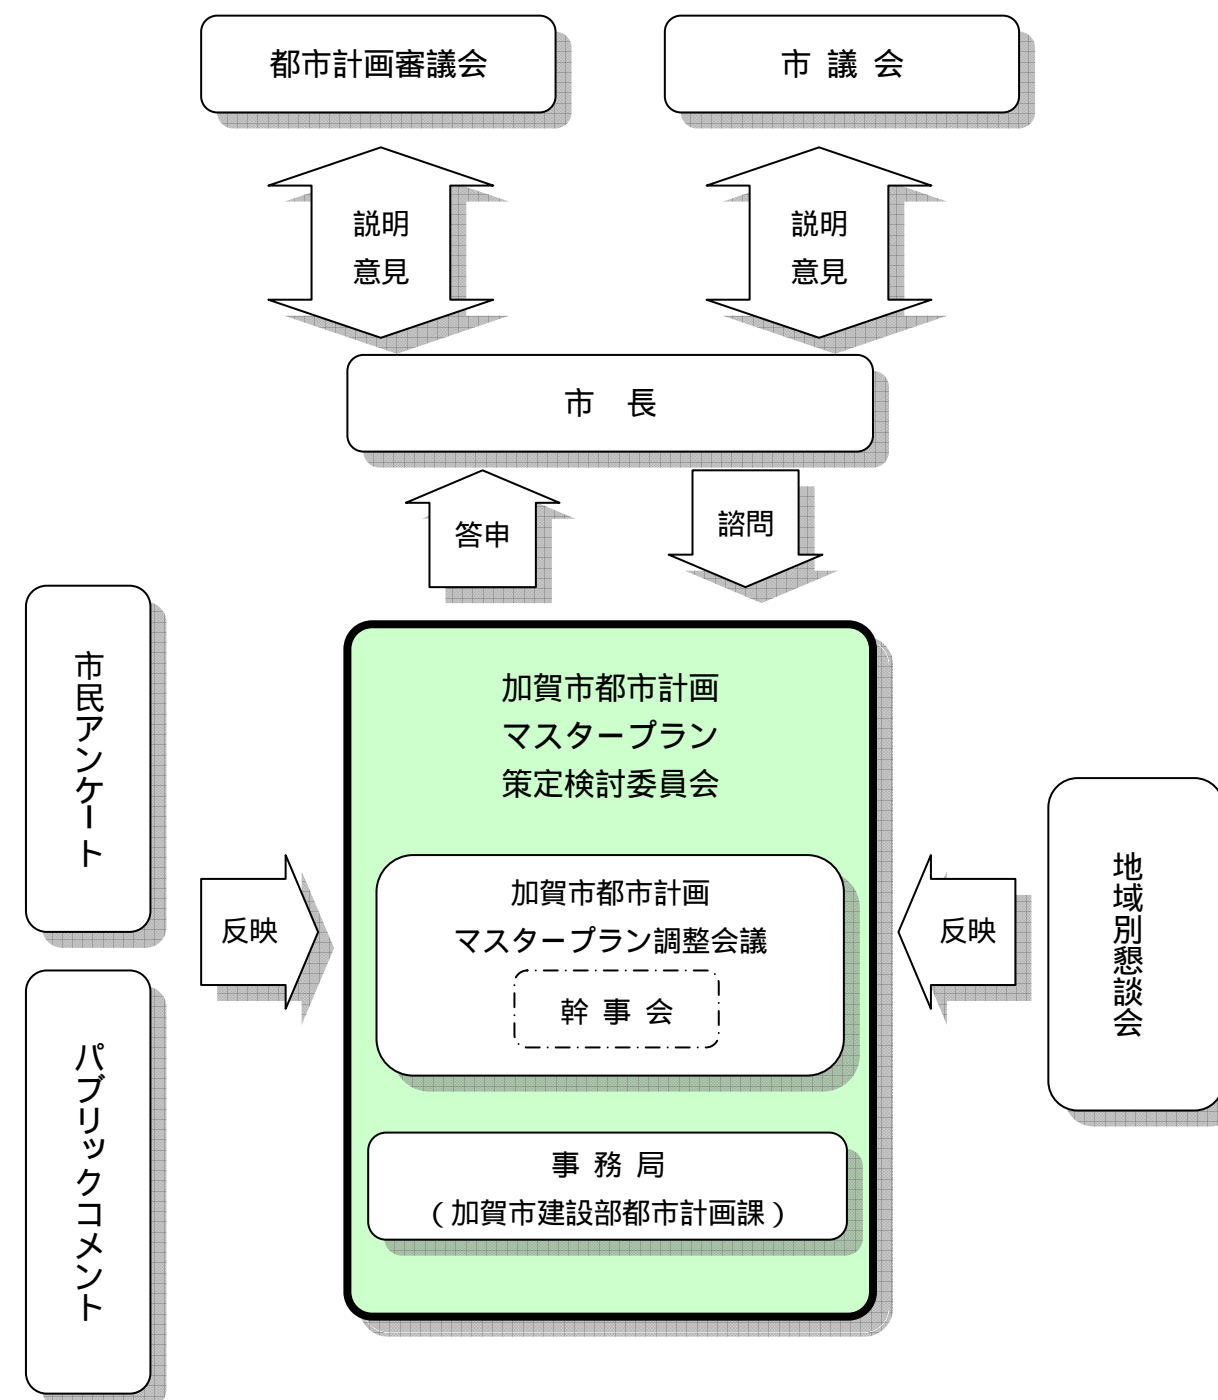 都市計画審議会
市 議 会
説明
意見
説明
意見
市 長
答申
諮問
市民アンケート
パブリックコメント
反映
加賀市都市計画
マスタープラン
策定検討委員会
加賀市都市計画
マスタープラン調整会議
幹 事 会
事 務 局
(加賀市建設部都市計画課)
反映
地域別懇談会